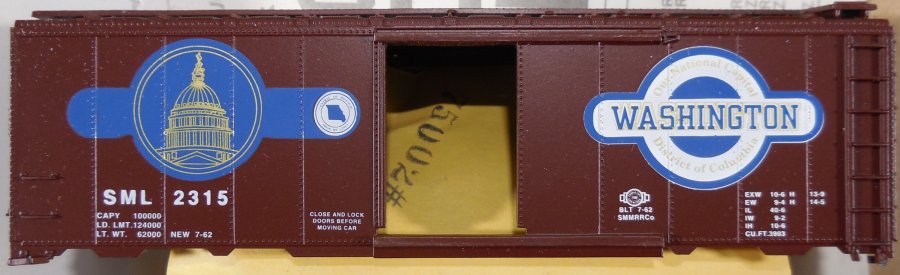 SML 2315
CAPY 100000
LD. LMT. 124000
LT. WT. 62000 NEW 7-62
CLOSE AND LOCK
DOORS BEFORE
MOVING CAR
#2005
Our National Capital
WASHINGTON
District of Columbia
BLT 7-62
SMMRRCo
EXW 10-6 H 13-9
EW 9-4 H 14-5
IL 40-6
IW 9-2
IH 10-6
CU.FT.3903